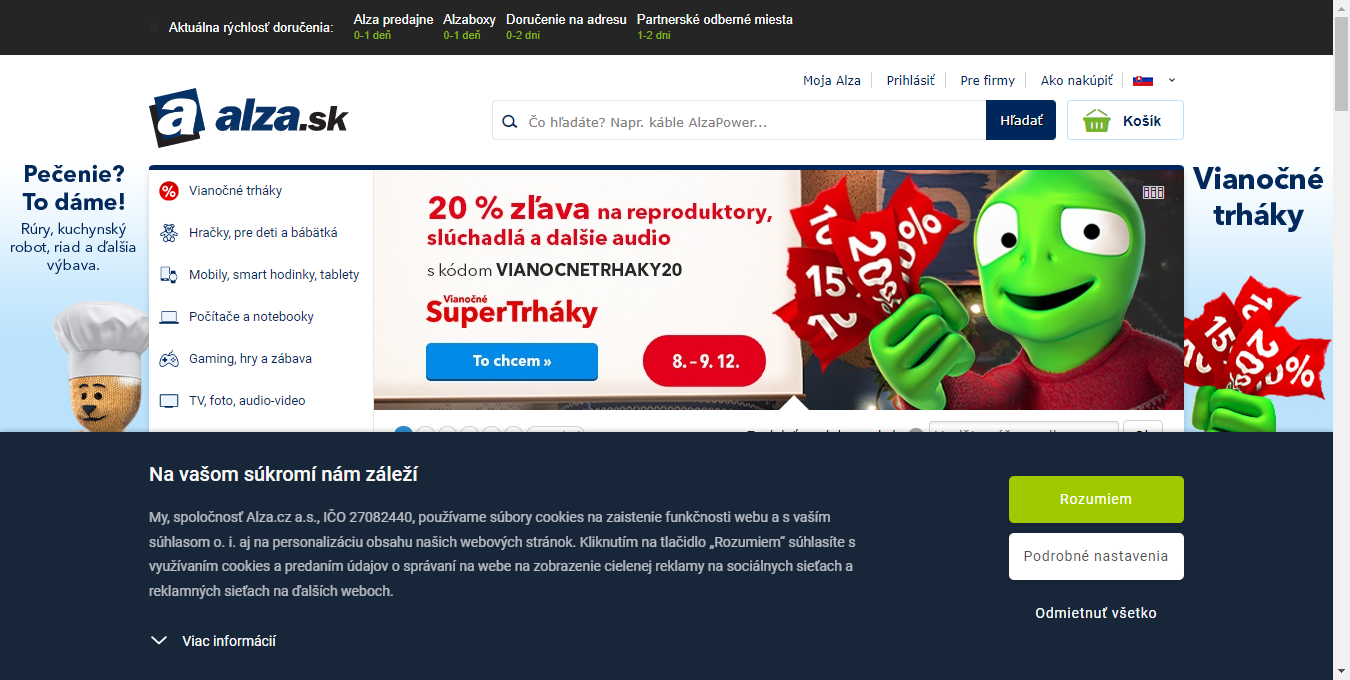 Aktuálna rýchlosť doručenia:
Alza predajne
0-1 deň
Alzaboxy
0-1 deň
Doručenie na adresu
0-2 dni
Partnerské odberné miesta
1-2 dni
Moja Alza
Prihlásiť
Pre firmy
Ako nakúpiť
a alza.sk
Čo hľadáte? Napr. káble AlzaPower...
Hľadať
Košík
Pečenie?
To dáme!
Rúry, kuchynský
robot, riad a ďalšia
výbava.
Vianočné trháky
Hračky, pre deti a bábätká
Mobily, smart hodinky, tablety
Počítače a notebooky
Gaming, hry a zábava
TV, foto, audio-video
20 % zľava na reproduktory,
slúchadlá a dalšie audio
s kódom VIANOCNETRHAKY20
Vianočné
SuperTrháky
To chcem »
8. – 9. 12.
10
%
15
20%
10
Vianočné
trháky
10
15
20%
Na vašom súkromí nám záleží
My, spoločnosť Alza.cz a.s., IČO 27082440, používame súbory cookies na zaistenie funkčnosti webu a s vaším
súhlasom o. i. aj na personalizáciu obsahu našich webových stránok. Kliknutím na tlačidlo „Rozumiem“ súhlasíte s
využívaním cookies a predaním údajov o správaní na webe na zobrazenie cielenej reklamy na sociálnych sieťach a
reklamných sieťach na ďalších weboch.
Viac informácií
Rozumiem
Podrobné nastavenia
Odmietnuť všetko